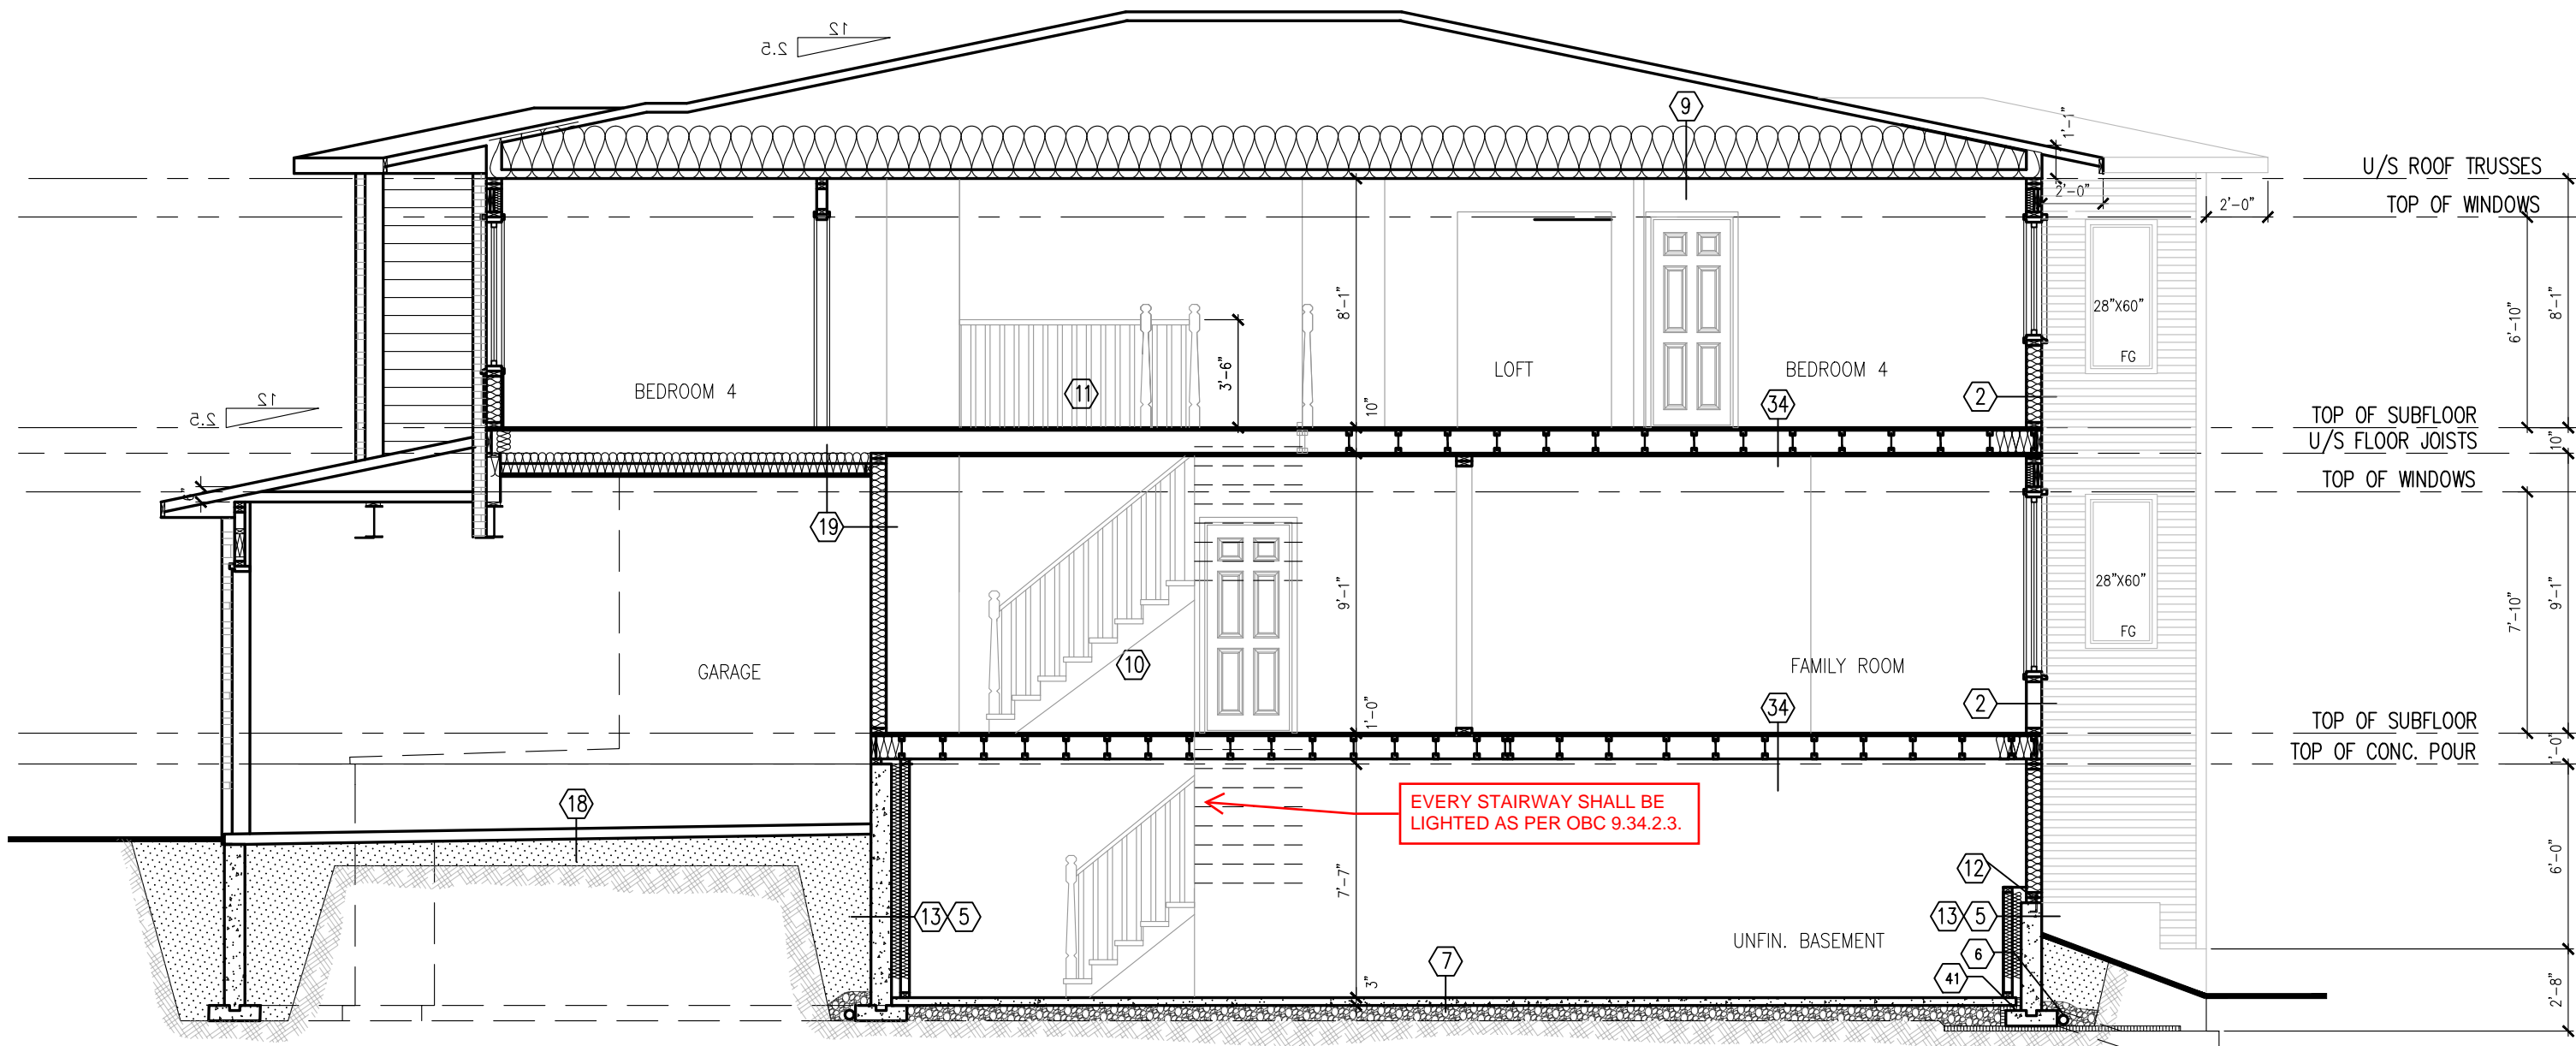 12
2.5
9
1'-1"
U/S ROOF TRUSSES
2'-0"
2'-0"
TOP OF WINDOWS
8'-1"
3'-6"
28"X60"
FG
6'-10"
8'-1"
BEDROOM 4
11
LOFT
BEDROOM 4
2
12
2.5
10"
34
TOP OF SUBFLOOR
U/S FLOOR JOISTS
10"
TOP OF WINDOWS
6"
19
9'-1"
28"X60"
FG
7'-10"
9'-1"
GARAGE
10
FAMILY ROOM
1'-0"
34
2
TOP OF SUBFLOOR
TOP OF CONC. POUR
1'-0"
18
EVERY STAIRWAY SHALL BE
LIGHTED AS PER OBC 9.34.2.3.
7'-7"
12
6'-0"
13 5
13 5
UNFIN. BASEMENT
7
6
3"
41
2'-8"